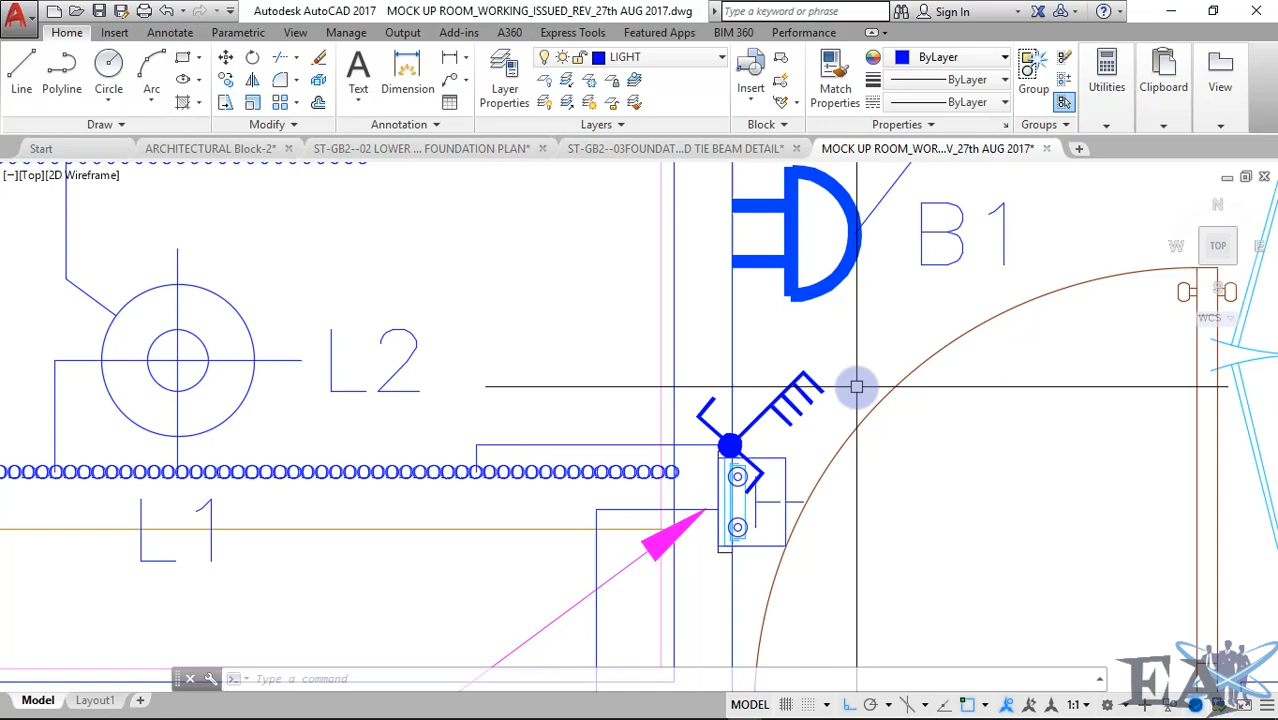 Autodesk AutoCAD 2017 MOCK UP ROOM_WORKING_ISSUED_REV_27th AUG 2017.dwg
Type a keyword or phrase
Sign In
Home Insert Annotate Parametric View Manage Output Add-ins A360 Express Tools Featured Apps BIM 360 Performance
LIGHT
ByLayer
ByLayer
ByLayer
Line Polyline Circle Arc
Text Dimension
Layer Properties
Insert
Match Properties
Group
Utilities Clipboard View
Draw Modify Annotation Layers Block Properties Groups
Start ARCHITECTURAL Block-2* ST-GB2--02 LOWER ... FOUNDATION PLAN* ST-GB2--03FOUNDAT...D TIE BEAM DETAIL* MOCK UP ROOM_WOR...V_27th AUG 2017*
[−][Top][2D Wireframe]
B1
N
W TOP E
S
WCS
L2
L1
Type a command
EA
Model Layout1
MODEL 1:1